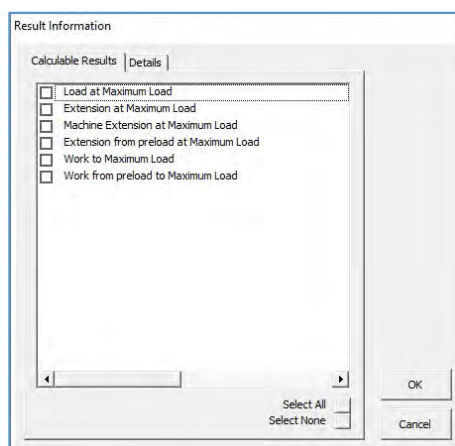 Result Information
Calculable Results
Details
Load at Maximum Load
Extension at Maximum Load
Machine Extension at Maximum Load
Extension from preload at Maximum Load
Work to Maximum Load
Work from preload to Maximum Load
OK
Select All
Select None
Cancel